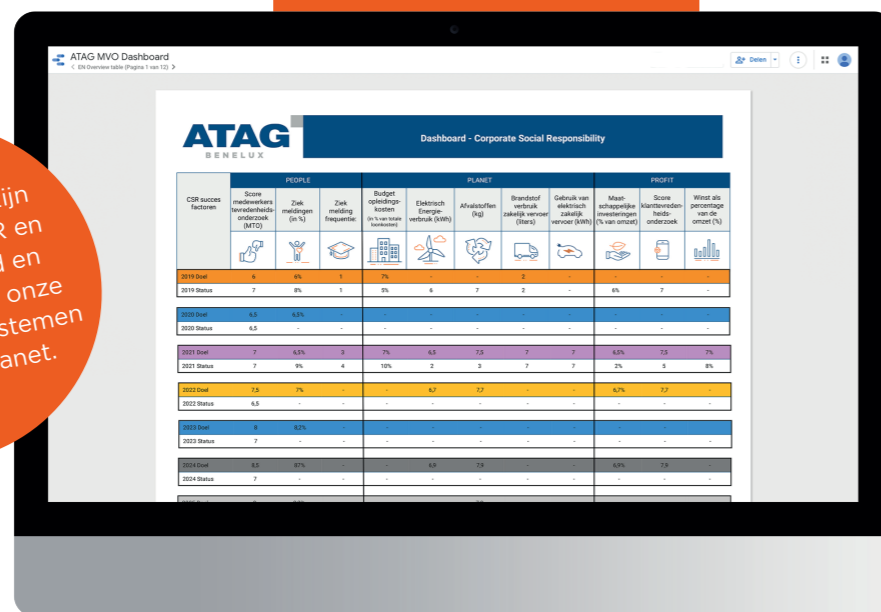 ATAG MVO Dashboard
EN Overview table (Pagina 1 van 12)
Delen
ijn
R en
d en
onze
stemen
anet.
ATAG
BENELUX
Dashboard - Corporate Social Responsibility
PEOPLE PLANET PROFIT
CSR succes factoren
Score medewerkers tevredenheids- onderzoek (MTO)
Ziek meldingen (in %)
Ziek melding frequentie:
Budget opleidings- kosten (in % van totale loonkosten)
Elektrisch Energie- verbruik (kWh)
Afvalstoffen (kg)
Brandstof verbruik zakelijk vervoer (liters)
Gebruik van elektrisch zakelijk vervoer (kWh)
Maat- schappelijke investeringen (% van omzet)
Score klanttevreden- heids- onderzoek
Winst als percentage van de omzet (%)
2019 Doel 6 6% 1 7% - - 2 - - - -
2019 Status 7 8% 1 5% 6 7 2 - 6% 7 -
2020 Doel 6,5 6,5% - - - - - - - - -
2020 Status 6,5 - - - - - - - - - -
2021 Doel 7 6,5% 3 7% 6,5 7,5 7 7 6,5% 7,5 7%
2021 Status 7 9% 4 10% 2 3 7 7 2% 5 8%
2022 Doel 7,5 7% - - 6,7 7,7 - - 6,7% 7,7 -
2022 Status 6,5 - - - - - - - - - -
2023 Doel 8 82% - - - - - - - - -
2023 Status 7 - - - - - - - - - -
2024 Doel 8,5 87% - - 6,9 7,9 - - 6,9% 7,9 -
2024 Status 7 - - - - - - - - - -